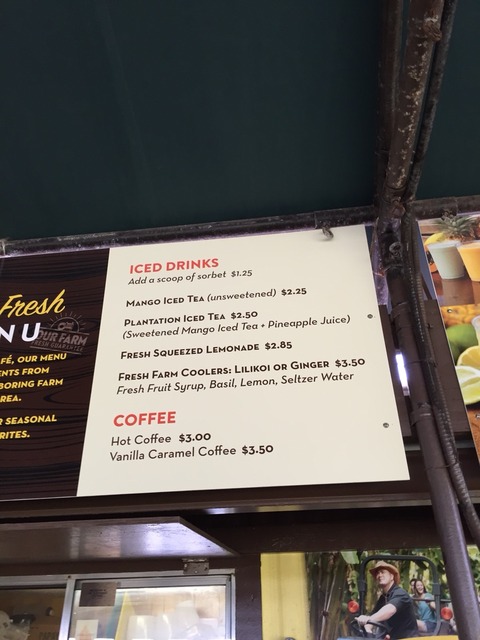 Fresh
NU
OUR FARM
FRESH GUARANTEE
AFÉ, OUR MENU
ENTS FROM
BORING FARM
REA.
R SEASONAL
RITES.
ICED DRINKS
Add a scoop of sorbet $1.25
MANGO ICED TEA (unsweetened) $2.25
PLANTATION ICED TEA $2.50
(Sweetened Mango Iced Tea + Pineapple Juice)
FRESH SQUEEZED LEMONADE $2.85
FRESH FARM COOLERS: LILIKOI OR GINGER $3.50
Fresh Fruit Syrup, Basil, Lemon, Seltzer Water
COFFEE
Hot Coffee $3.00
Vanilla Caramel Coffee $3.50